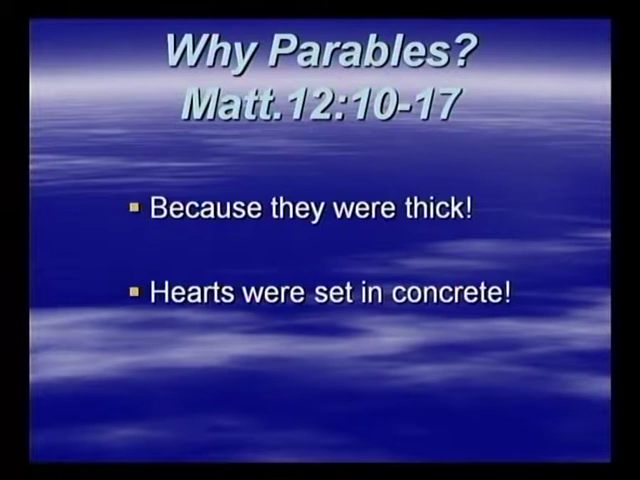 Why Parables?
Matt.12:10-17
Because they were thick!
Hearts were set in concrete!